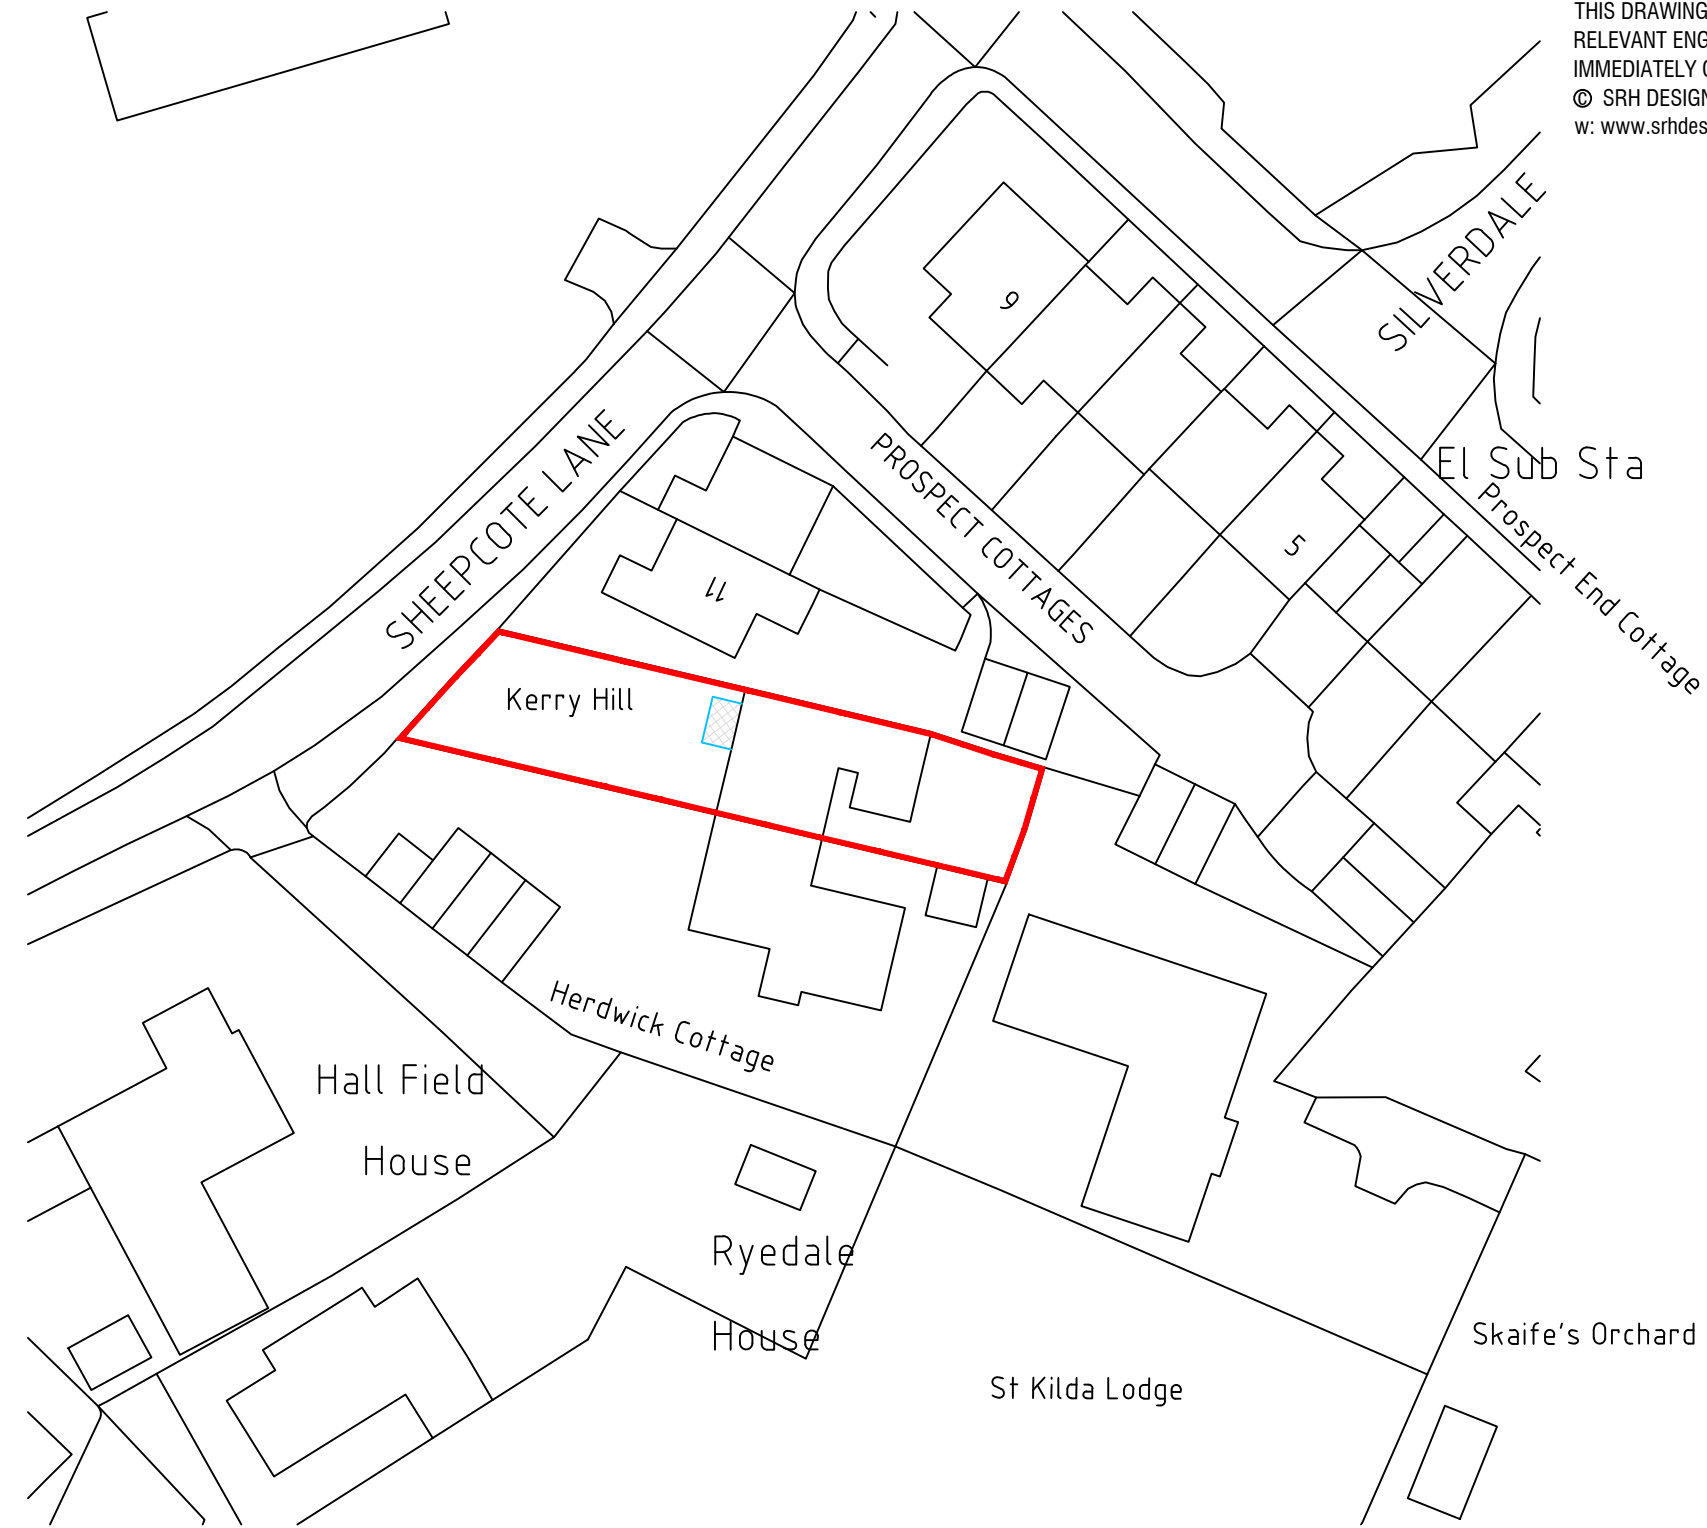 THIS DRAWING
RELEVANT ENG
IMMEDIATELY
© SRH DESIGN
w: www.srhdes
SILVERDALE
9
SHEEPCOTE LANE
PROSPECT COTTAGES
El Sub Sta
Prospect End Cottage
5
11
Kerry Hill
Herdwick Cottage
Hall Field
House
Ryedale
House
Skaife's Orchard
St Kilda Lodge